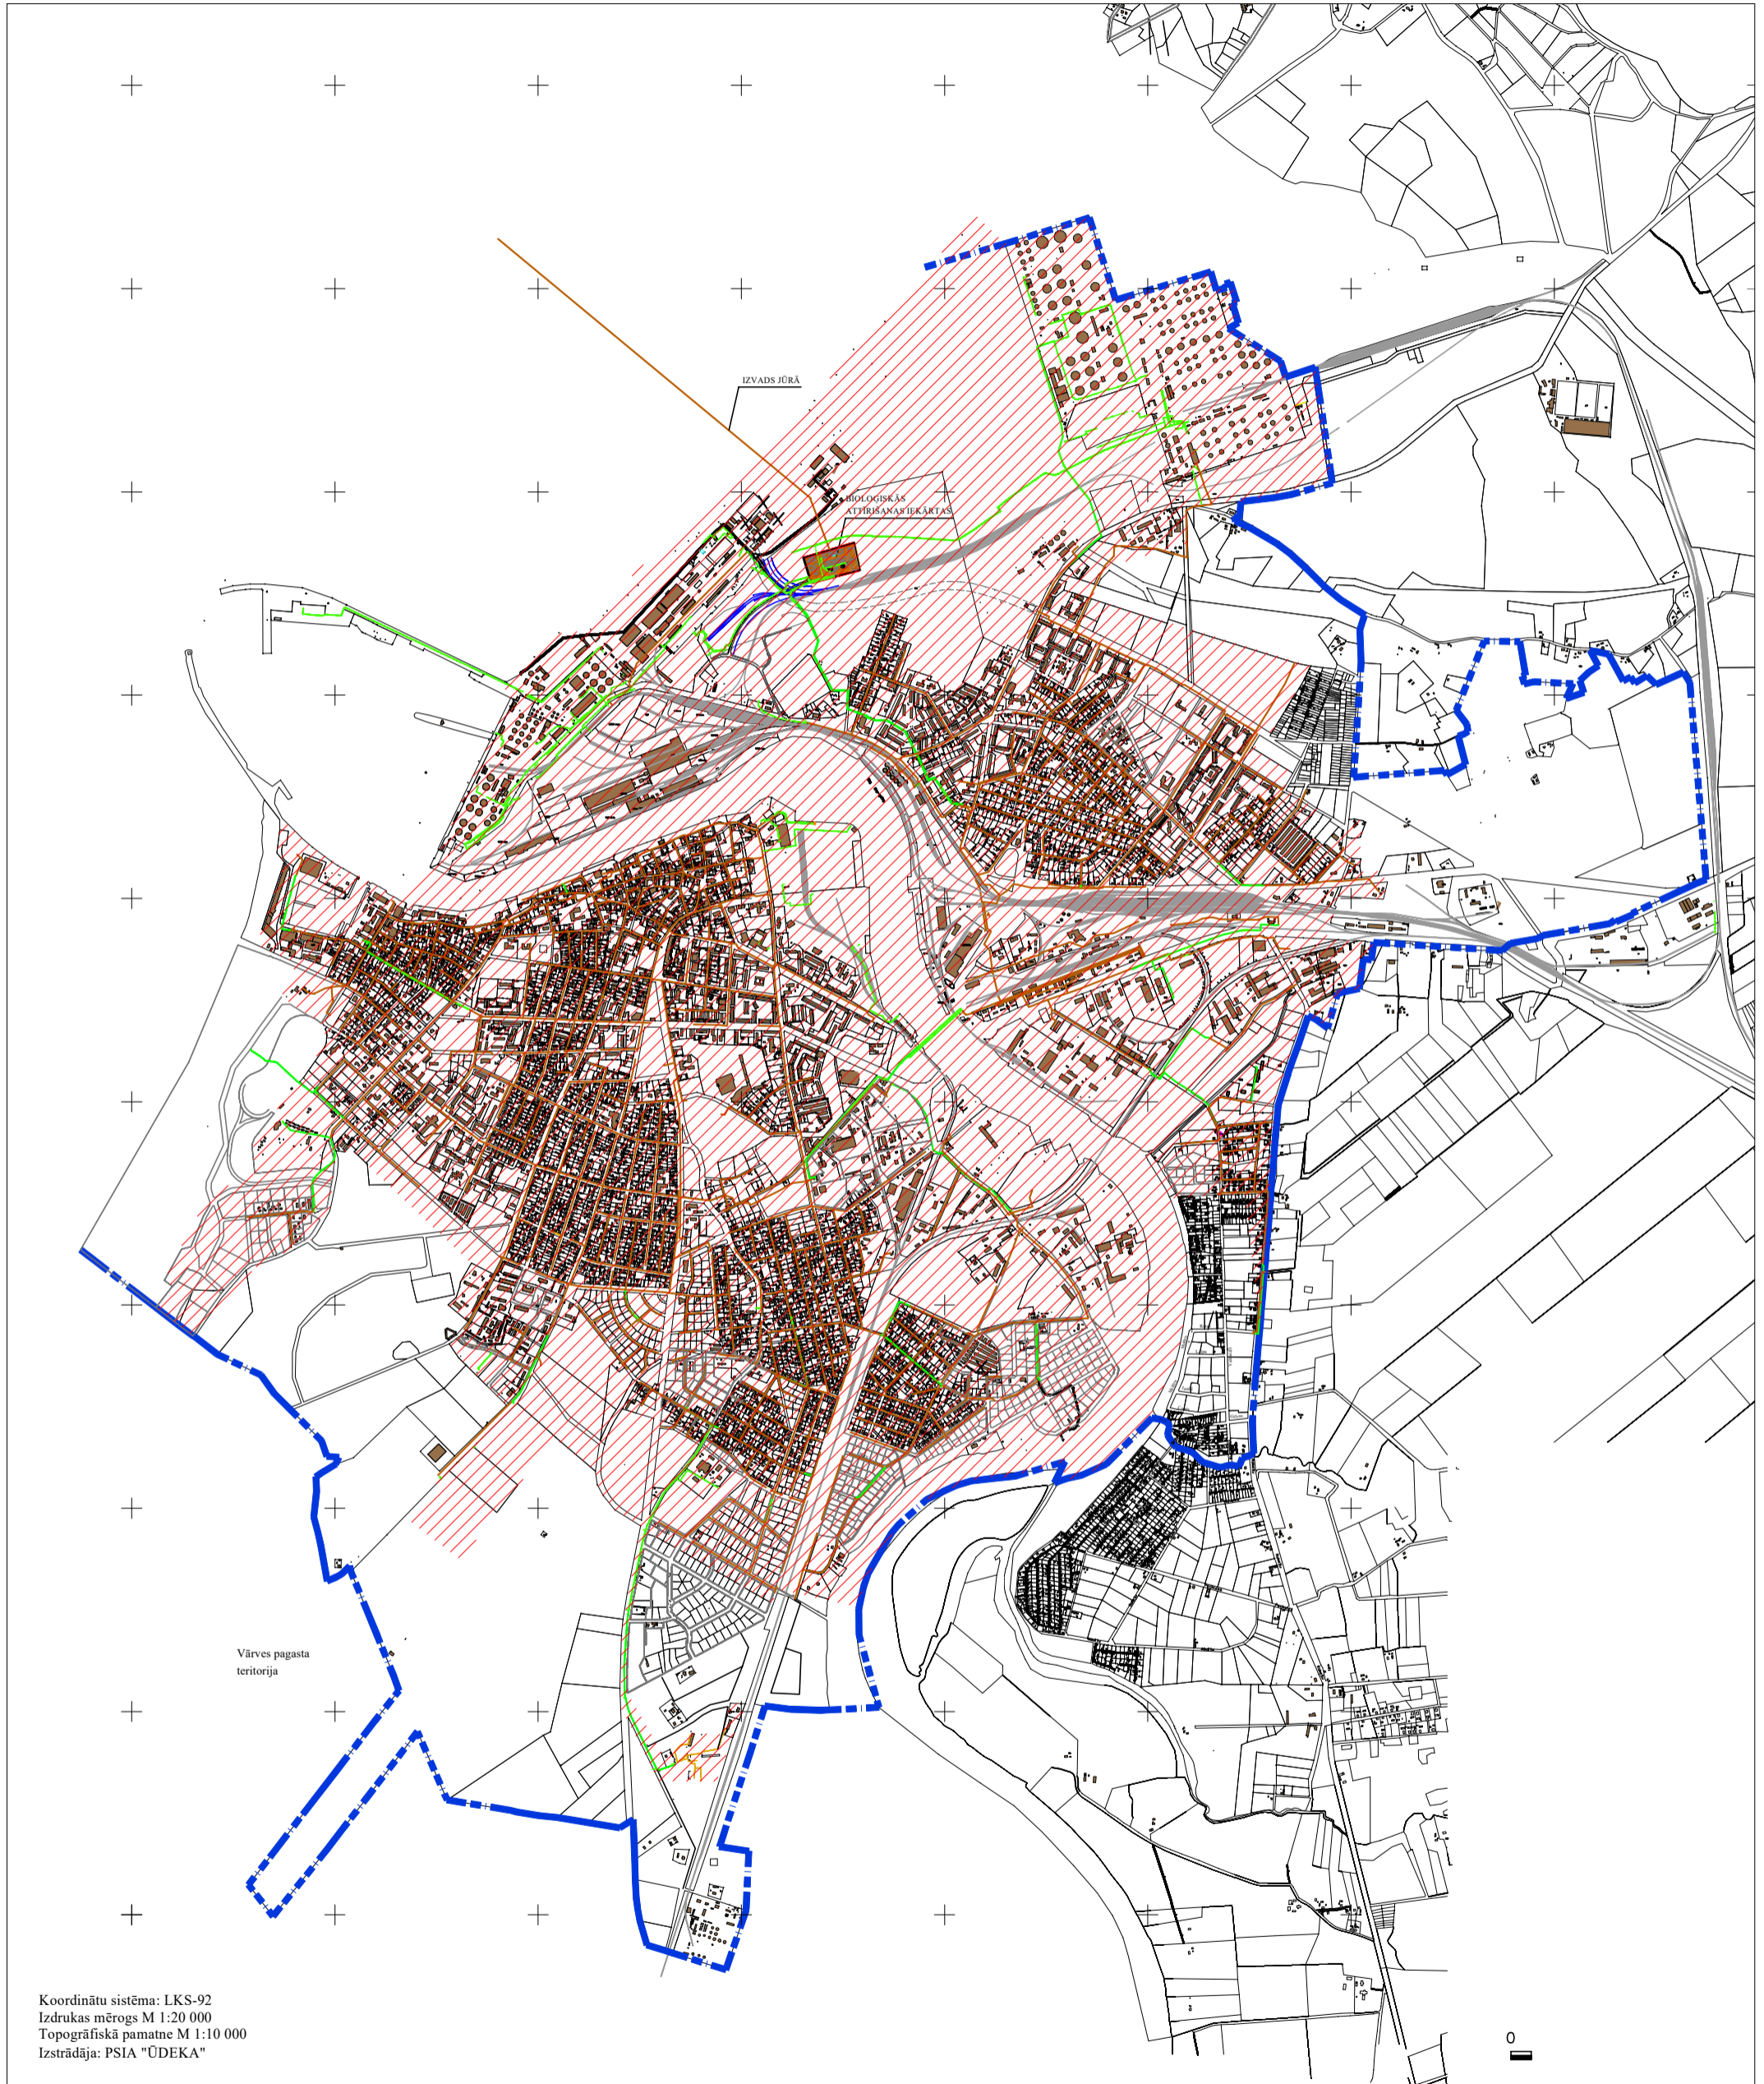 IZVADS JŪRĀ
BIOLOĢISKĀS
ATTĪRĪŠANAS IEKĀRTAS
Vārves pagasta
teritorija
Koordinātu sistēma: LKS-92
Izdrukas mērogs M 1:20 000
Topogrāfiskā pamatne M 1:10 000
Izstrādāja: PSIA "ŪDEKA"
0